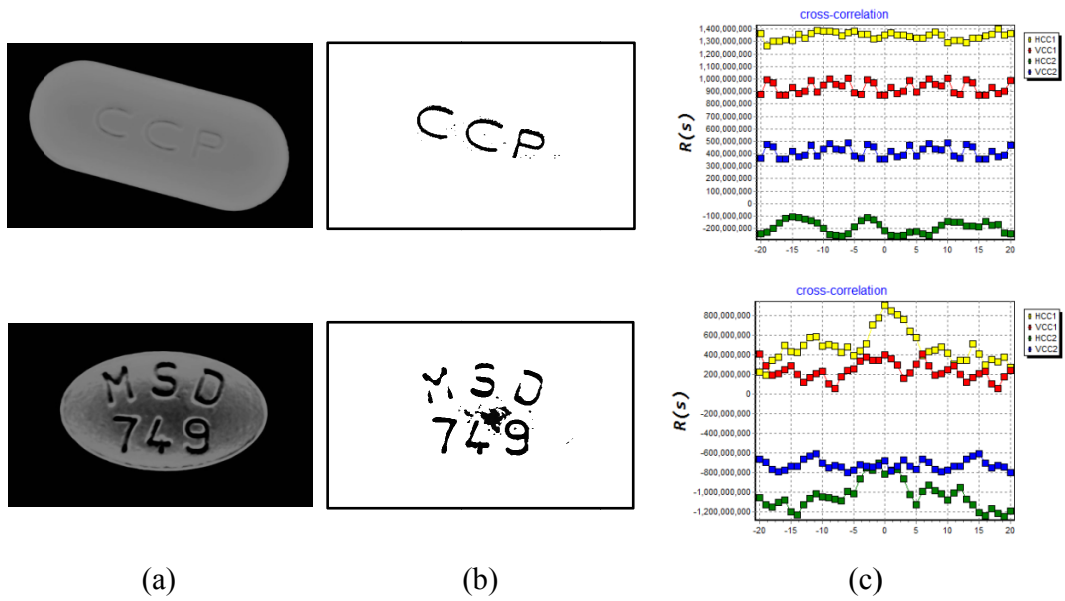 CCP
CCP
cross-correlation
R(s)
1,400,000,000
1,300,000,000
1,200,000,000
1,100,000,000
1,000,000,000
900,000,000
800,000,000
700,000,000
600,000,000
500,000,000
400,000,000
300,000,000
200,000,000
100,000,000
0
-100,000,000
-200,000,000
-20 -15 -10 -5 0 5 10 15 20
HCC1
VCC1
HCC2
VCC2
MSD
749
MSD
749
cross-correlation
R(s)
800,000,000
600,000,000
400,000,000
200,000,000
0
-200,000,000
-400,000,000
-600,000,000
-800,000,000
-1,000,000,000
-1,200,000,000
-20 -15 -10 -5 0 5 10 15 20
HCC1
VCC1
HCC2
VCC2
(a) (b) (c)